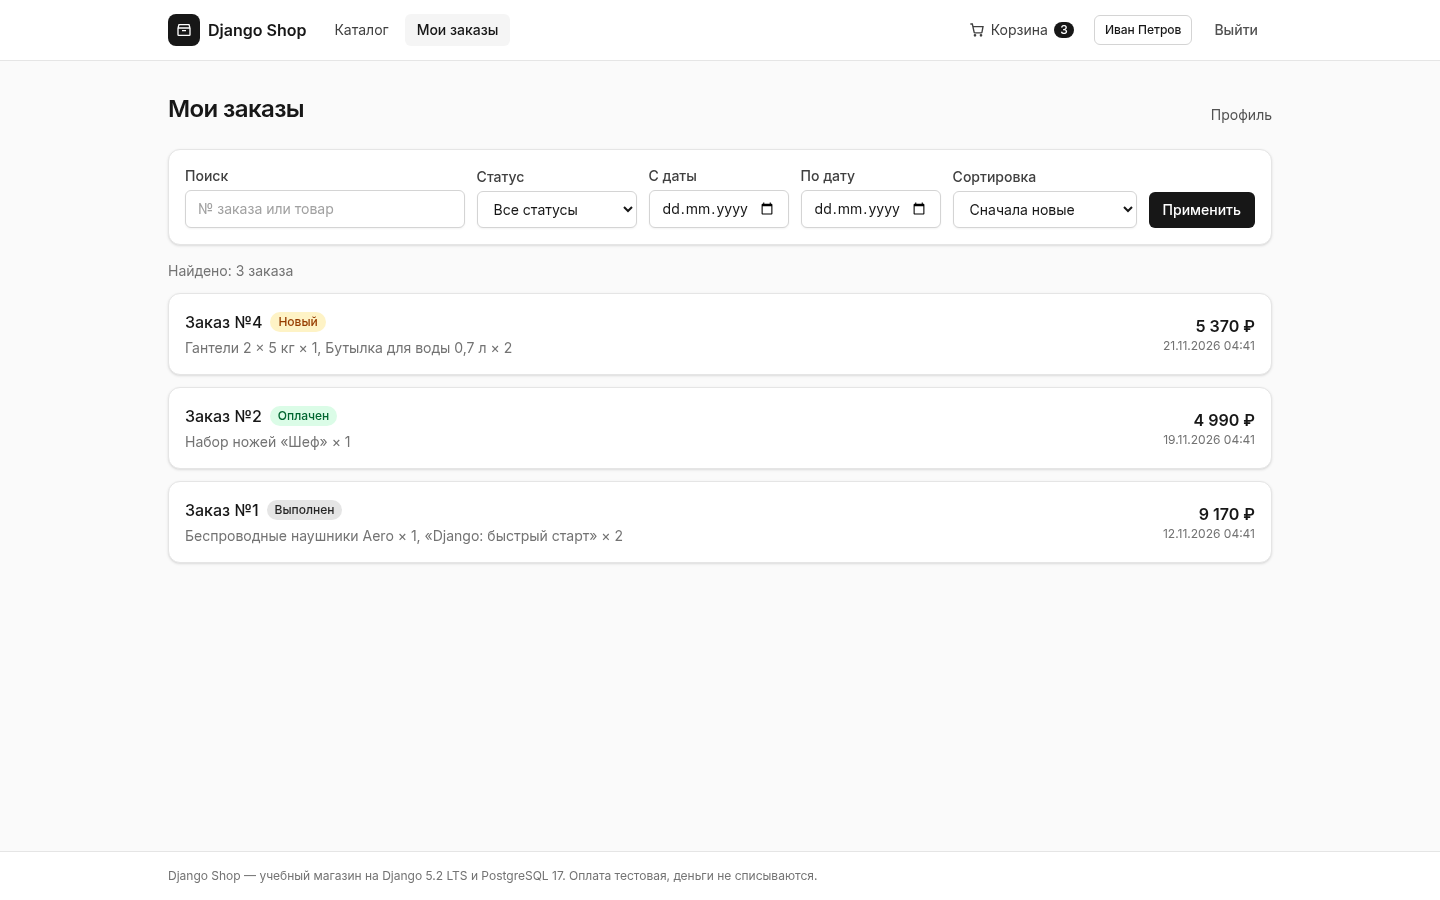 Django Shop
Каталог
Мои заказы
Корзина 3
Иван Петров
Выйти
Мои заказы
Профиль
Поиск
Статус
С даты
По дату
Сортировка
№ заказа или товар
Все статусы
dd.mm.yyyy
dd.mm.yyyy
Сначала новые
Применить
Найдено: 3 заказа
Заказ №4 Новый
Гантели 2 × 5 кг × 1, Бутылка для воды 0,7 л × 2
5 370 ₽
21.11.2026 04:41
Заказ №2 Оплачен
Набор ножей «Шеф» × 1
4 990 ₽
19.11.2026 04:41
Заказ №1 Выполнен
Беспроводные наушники Aero × 1, «Django: быстрый старт» × 2
9 170 ₽
12.11.2026 04:41
Django Shop — учебный магазин на Django 5.2 LTS и PostgreSQL 17. Оплата тестовая, деньги не списываются.